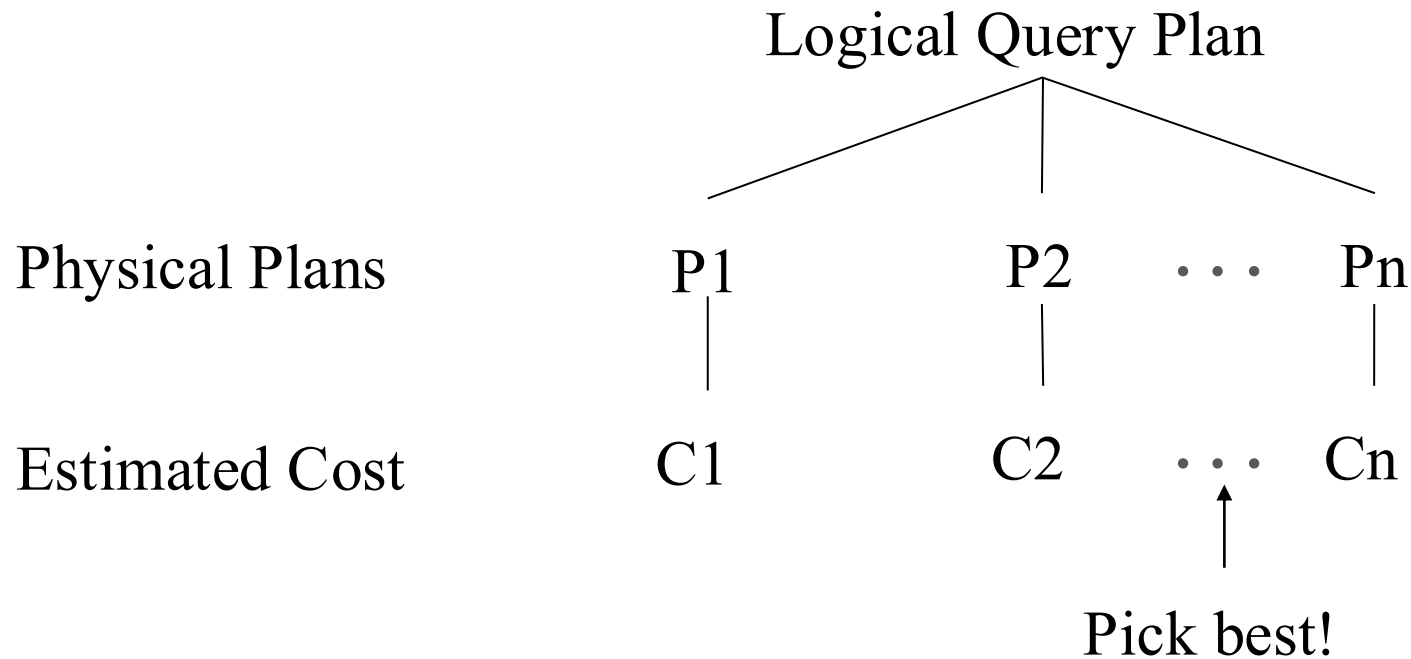 Logical Query Plan
Physical Plans P1 P2 • • • Pn
Estimated Cost C1 C2 • • • Cn
Pick best!